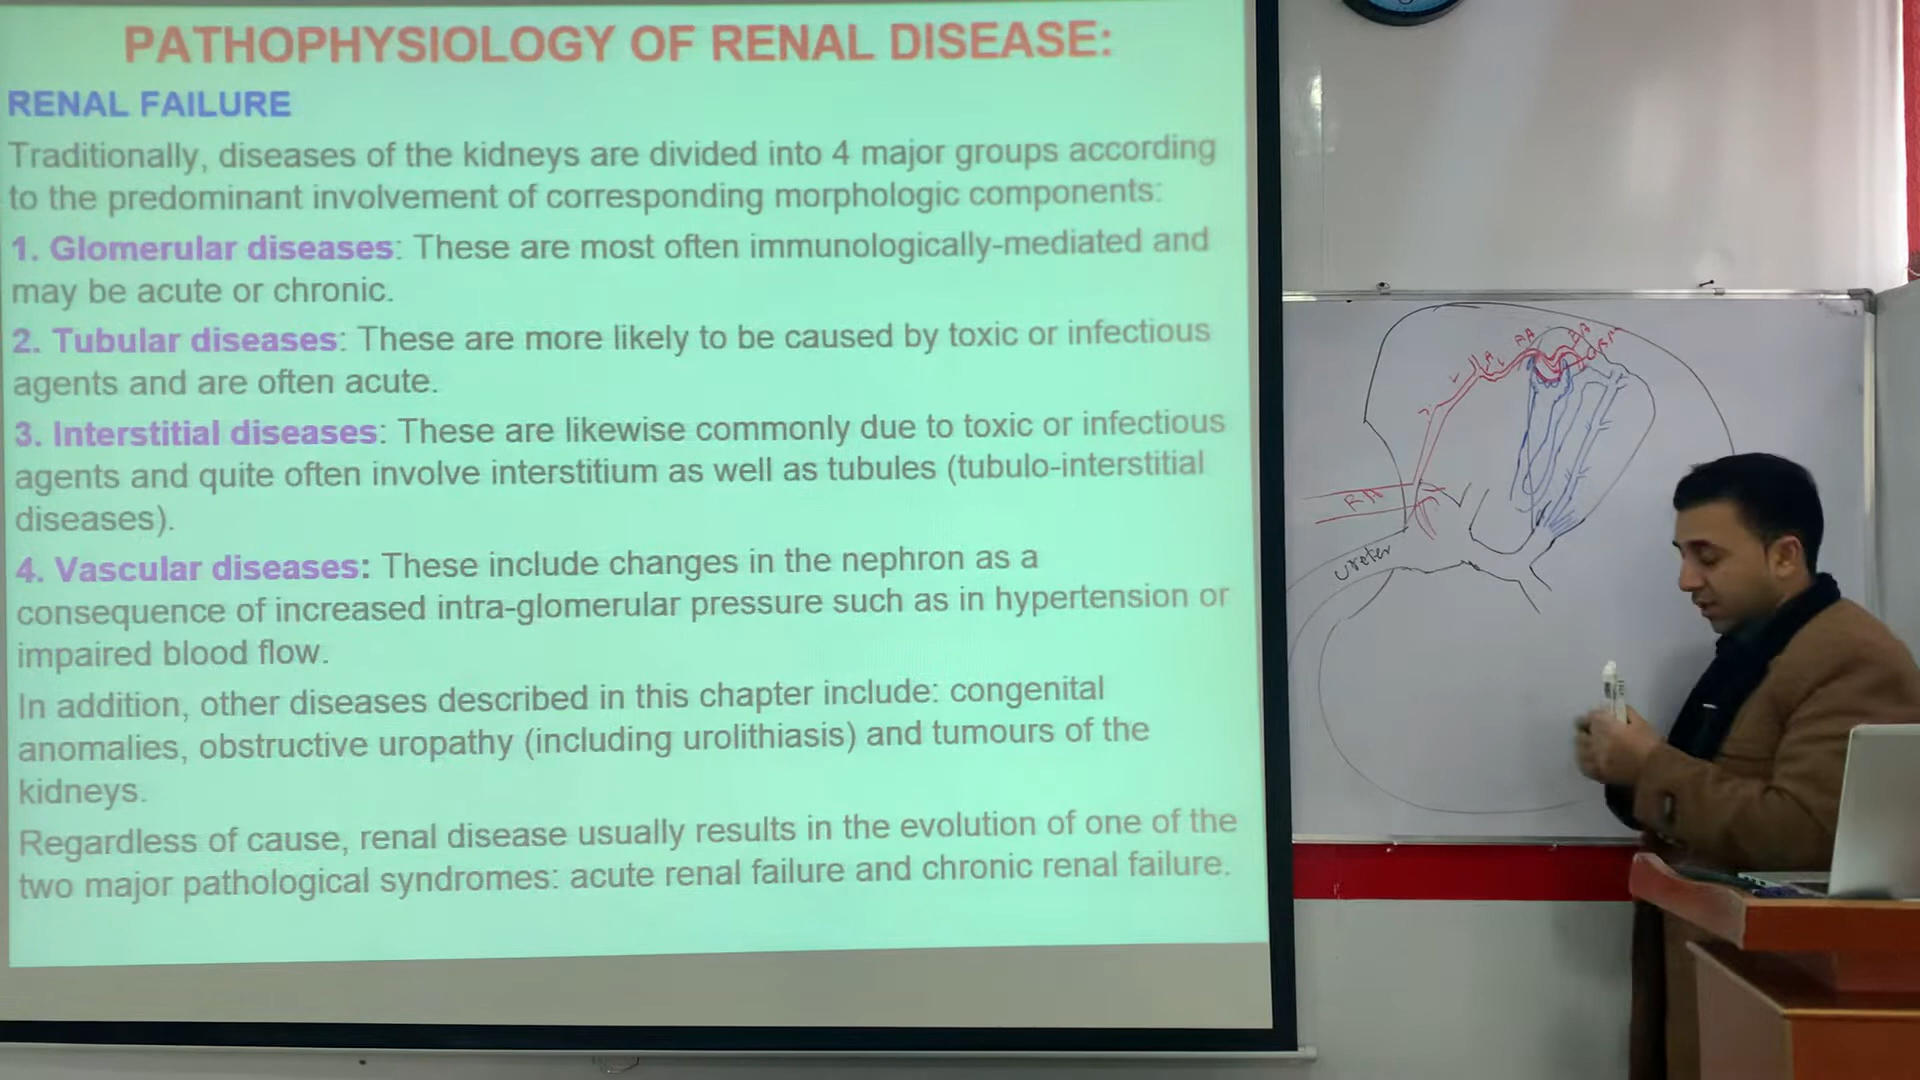 PATHOPHYSIOLOGY OF RENAL DISEASE:
RENAL FAILURE
Traditionally, diseases of the kidneys are divided into 4 major groups according
to the predominant involvement of corresponding morphologic components:
1. Glomerular diseases: These are most often immunologically-mediated and
may be acute or chronic.
2. Tubular diseases: These are more likely to be caused by toxic or infectious
agents and are often acute.
3. Interstitial diseases: These are likewise commonly due to toxic or infectious
agents and quite often involve interstitium as well as tubules (tubulo-interstitial
diseases).
4. Vascular diseases: These include changes in the nephron as a
consequence of increased intra-glomerular pressure such as in hypertension or
impaired blood flow.
In addition, other diseases described in this chapter include: congenital
anomalies, obstructive uropathy (including urolithiasis) and tumours of the
kidneys.
Regardless of cause, renal disease usually results in the evolution of one of the
two major pathological syndromes: acute renal failure and chronic renal failure.
RA
ureter